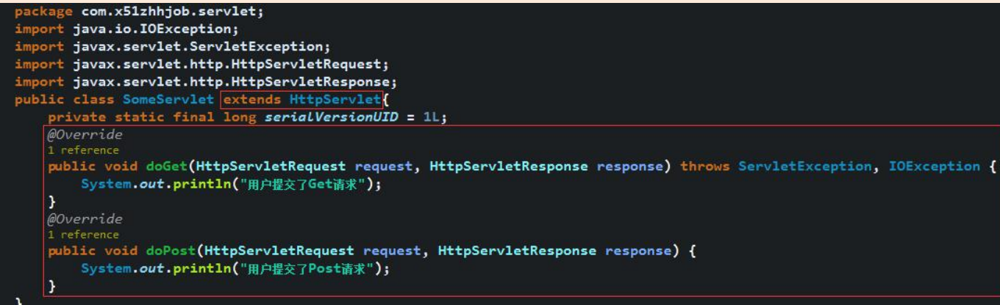 package com.x51zhhjob.servlet;
import java.io.IOException;
import javax.servlet.ServletException;
import javax.servlet.http.HttpServletRequest;
import javax.servlet.http.HttpServletResponse;
public class SomeServlet extends HttpServlet{
    private static final long serialVersionUID = 1L;
    @Override
    1 reference
    public void doGet(HttpServletRequest request, HttpServletResponse response) throws ServletException, IOException {
        System.out.println("用户提交了Get请求");
    }
    @Override
    1 reference
    public void doPost(HttpServletRequest request, HttpServletResponse response) {
        System.out.println("用户提交了Post请求");
    }
}